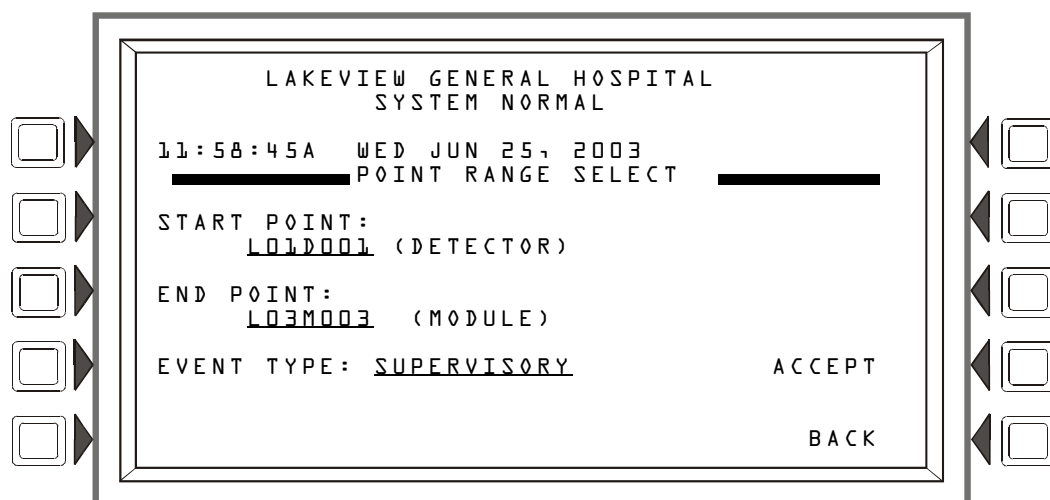 LAKEVIEW GENERAL HOSPITAL
SYSTEM NORMAL
11:58:45A WED JUN 25, 2003
POINT RANGE SELECT
START POINT:
L01D001 (DETECTOR)
END POINT:
L03M003 (MODULE)
EVENT TYPE: SUPERVISORY ACCEPT
BACK